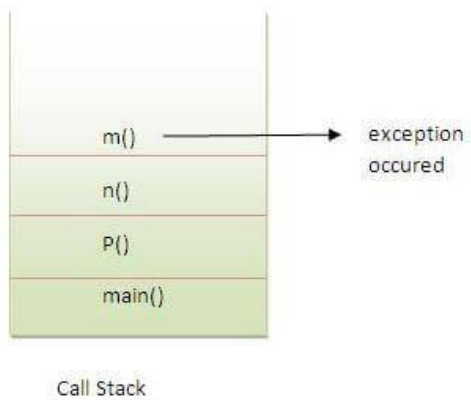 m()
exception
occured
n()
P()
main()
Call Stack